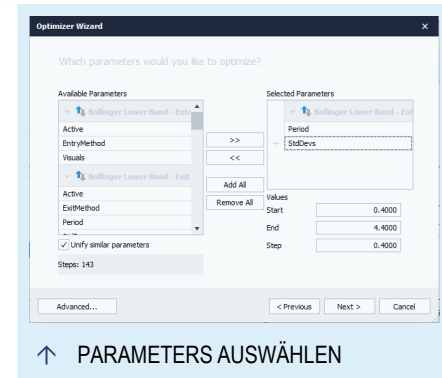 Optimizer Wizard
Which parameters would you like to optimize?
Available Parameters
Bollinger Lower Band - Entr
Active
EntryMethod
Visuals
Bollinger Lower Band - Exit
Active
ExitMethod
Period
Unify similar parameters
Steps: 143
>>
<<
Add All
Remove All
Selected Parameters
Bollinger Lower Band - Ent
Period
StdDevs
Values
Start 0.4000
End 4.4000
Step 0.4000
Advanced...
< Previous Next > Cancel
↑ PARAMETERS AUSWÄHLEN